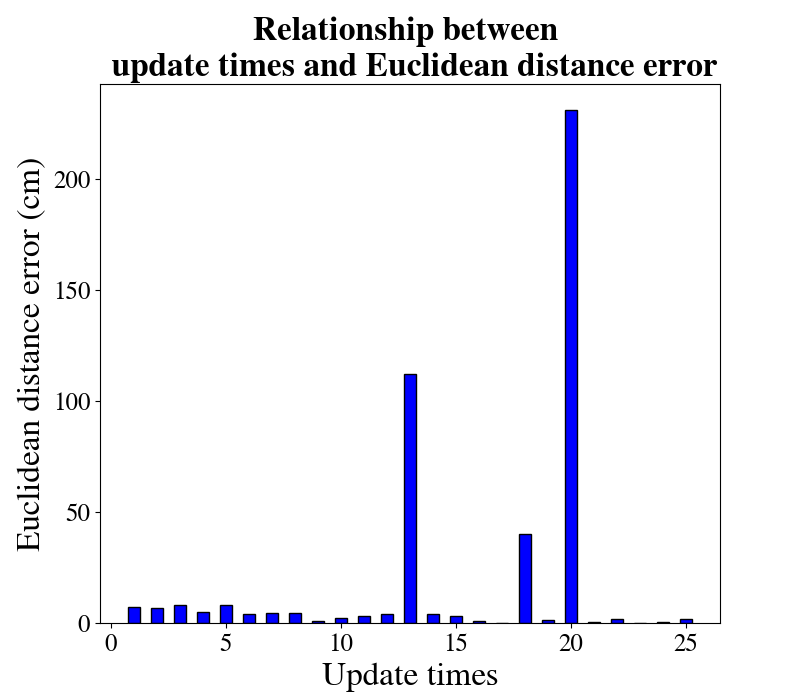 Relationship between
update times and Euclidean distance error
Euclidean distance error (cm)
200
150
100
50
0
0 5 10 15 20 25
Update times